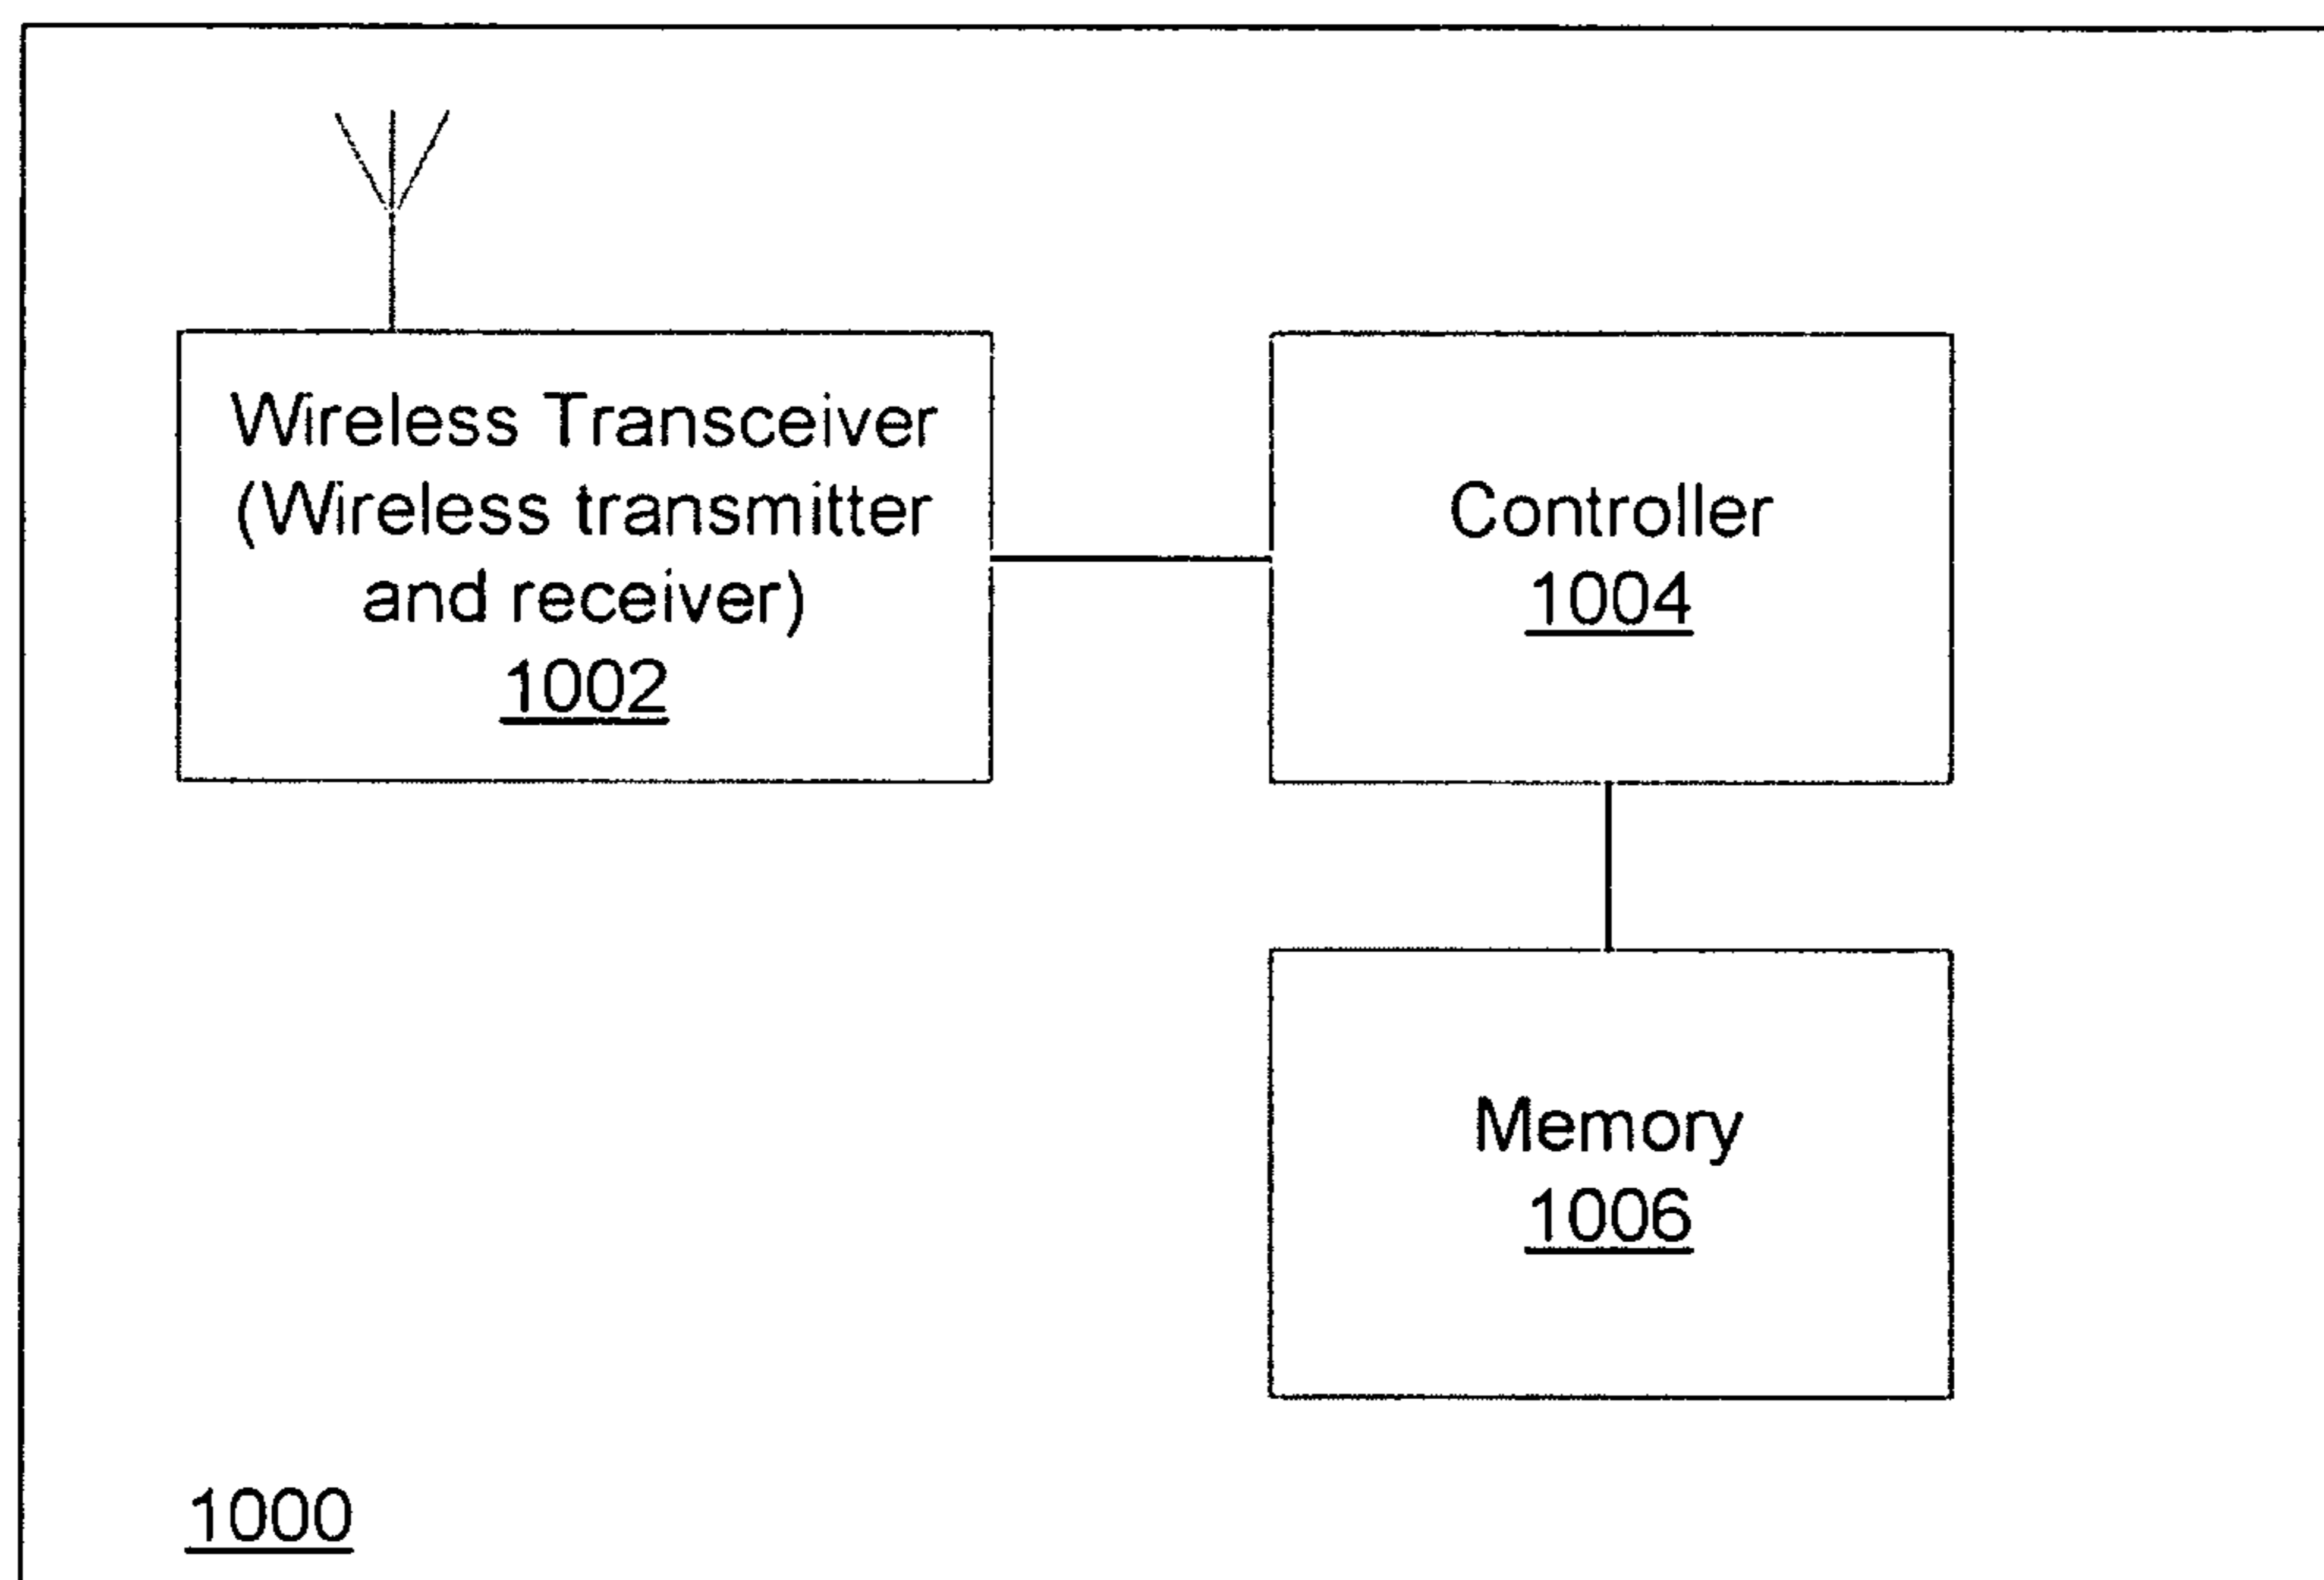 Wireless Transceiver
(Wireless transmitter
and receiver)
1002
Controller
1004
Memory
1006
1000